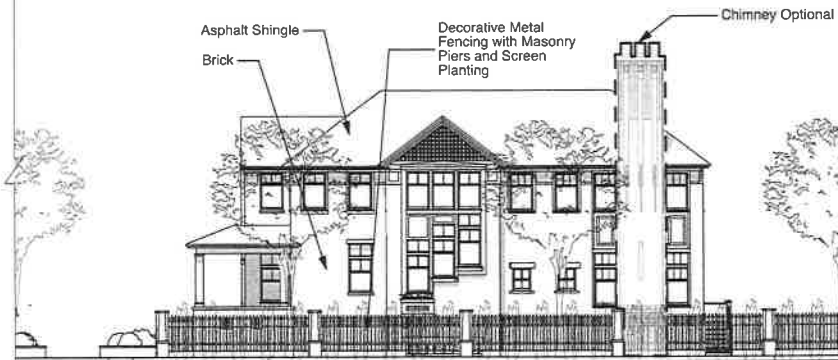 Asphalt Shingle
Brick
Decorative Metal
Fencing with Masonry
Piers and Screen
Planting
Chimney Optional